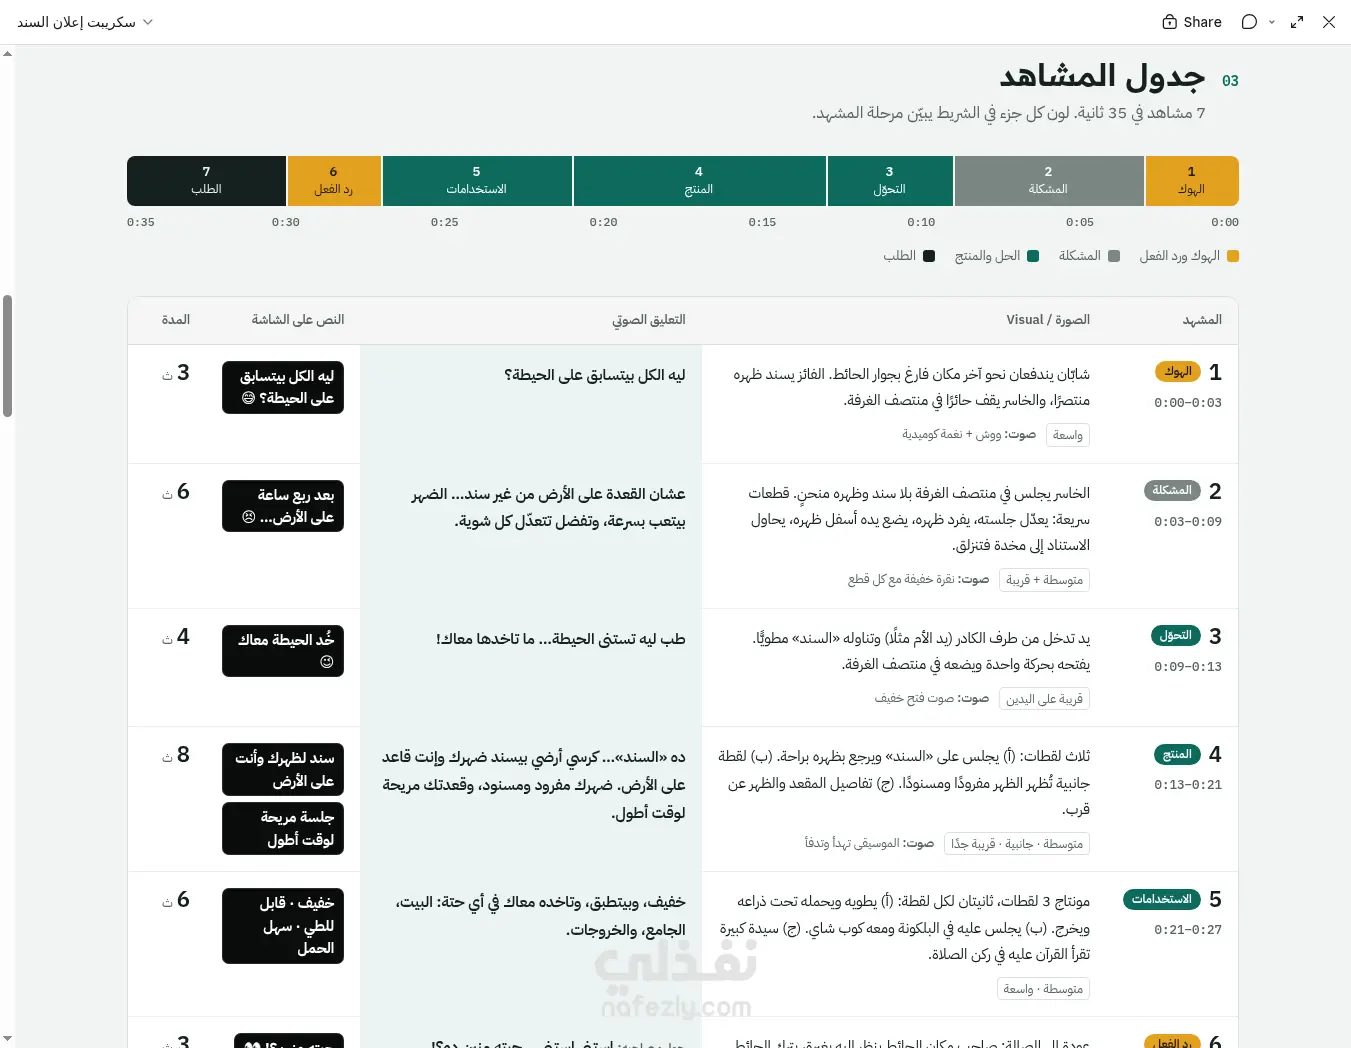 سكريبت إعلان السند
Share
03 جدول المشاهد
7 مشاهد في 35 ثانية. لون كل جزء في الشريط يبيّن مرحلة المشهد.
1 2 3 4 5 6 7
الهوك المشكلة التحوّل المنتج الاستخدامات رد الفعل الطلب
0:00 0:05 0:10 0:15 0:20 0:25 0:30 0:35
الهوك ورد الفعل المشكلة الحل والمنتج الطلب
المشهد الصورة / Visual التعليق الصوتي النص على الشاشة المدة
1 الهوك
0:00–0:03
شابّان يندفعان نحو آخر مكان فارغ بجوار الحائط. الفائز يسند ظهره
منتصرًا، والخاسر يقف حائرًا في منتصف الغرفة.
واسعة صوت: ووش + نغمة كوميدية
ليه الكل بيتسابق على الحيطة؟
ليه الكل بيتسابق
على الحيطة؟ 😅
3 ث
2 المشكلة
0:03–0:09
الخاسر يجلس في منتصف الغرفة بلا سند وظهره منحنٍ. قطعات
سريعة: يعدّل جلسته، يفرد ظهره، يضع يده أسفل ظهره، يحاول
الاستناد إلى مخدة فتنزلق.
متوسطة + قريبة صوت: نقرة خفيفة مع كل قطع
عشان القعدة على الأرض من غير سند... الضهر
بيتعب بسرعة، وتفضل تتعدّل كل شوية.
بعد ربع ساعة
على الأرض... 😣
6 ث
3 التحوّل
0:09–0:13
يد تدخل من طرف الكادر (يد الأم مثلًا) وتناوله «السند» مطويًّا.
يفتحه بحركة واحدة ويضعه في منتصف الغرفة.
قريبة على اليدين صوت: صوت فتح خفيف
طب ليه تستنى الحيطة... ما تاخدها معاك!
خُد الحيطة معاك
😉
4 ث
4 المنتج
0:13–0:21
ثلاث لقطات: (أ) يجلس على «السند» ويرجع بظهره براحة. (ب) لقطة
جانبية تُظهر الظهر مفرودًا ومسنودًا. (ج) تفاصيل المقعد والظهر عن
قرب.
متوسطة · جانبية · قريبة جدًا صوت: الموسيقى تهدأ وتدفأ
ده «السند»... كرسي أرضي بيسند ضهرك وإنت قاعد
على الأرض. ضهرك مفرود ومسنود، وقعدتك مريحة
لوقت أطول.
سند لظهرك وأنت
على الأرض
جلسة مريحة
لوقت أطول
8 ث
5 الاستخدامات
0:21–0:27
مونتاج 3 لقطات، ثانيتان لكل لقطة: (أ) يطويه ويحمله تحت ذراعه
ويخرج. (ب) يجلس عليه في البلكونة ومعه كوب شاي. (ج) سيدة كبيرة
تقرأ القرآن عليه في ركن الصلاة.
متوسطة · واسعة
خفيف، وبيتطبق، وتاخده معاك في أي حتة: البيت،
الجامع، والخروجات.
خفيف · قابل
للطي · سهل
الحمل
6 ث
نفذلي
nafezly.com
6 رد الفعل
3 ث